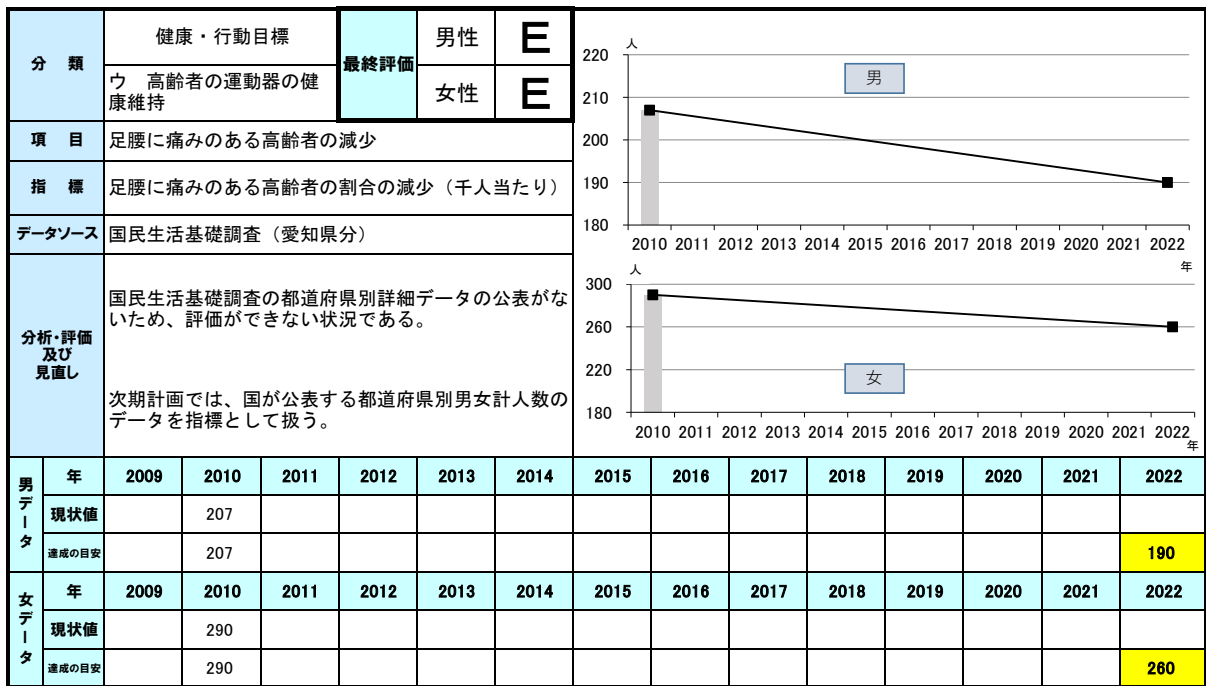 分 類
健康・行動目標
ウ 高齢者の運動器の健
康維持
最終評価
男性
E
女性
E
項 目
足腰に痛みのある高齢者の減少
指 標
足腰に痛みのある高齢者の割合の減少（千人当たり）
データソース
国民生活基礎調査（愛知県分）
分析・評価
及び
見直し
国民生活基礎調査の都道府県別詳細データの公表がな
いため、評価ができない状況である。
次期計画では、国が公表する都道府県別男女計人数の
データを指標として扱う。
人
220
210
200
190
180
男
2010 2011 2012 2013 2014 2015 2016 2017 2018 2019 2020 2021 2022
年
人
300
260
220
180
女
2010 2011 2012 2013 2014 2015 2016 2017 2018 2019 2020 2021 2022
年
男データ
年 2009 2010 2011 2012 2013 2014 2015 2016 2017 2018 2019 2020 2021 2022
現状値 207
達成の目安 207 190
女データ
年 2009 2010 2011 2012 2013 2014 2015 2016 2017 2018 2019 2020 2021 2022
現状値 290
達成の目安 290 260